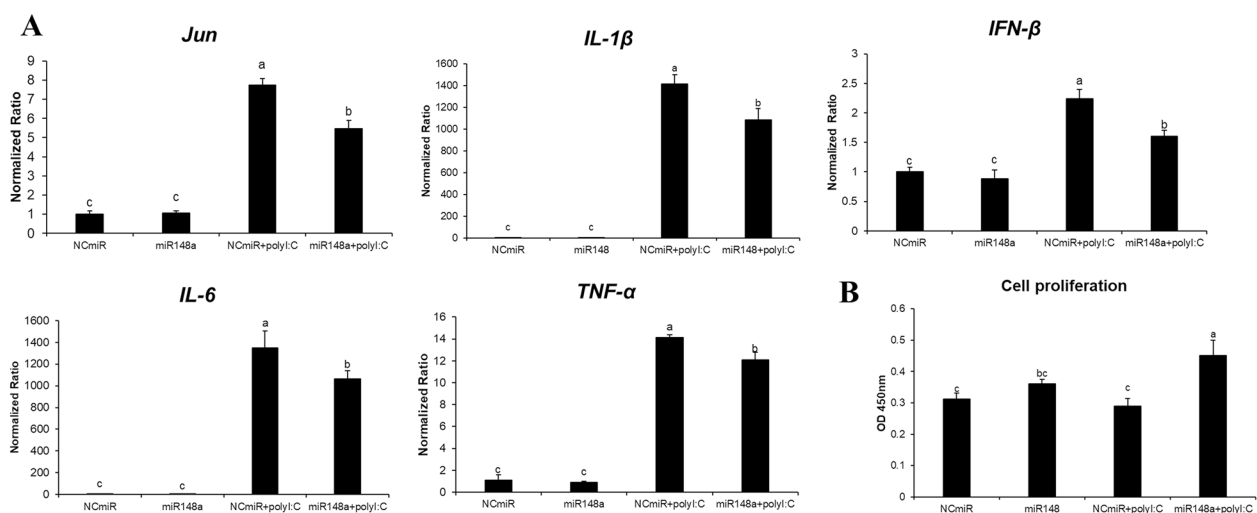 A
Jun
Normalized Ratio
9
8
7
6
5
4
3
2
1
0
c
c
a
b
NCmiR miR148a NCmiR+polyI:C miR148a+polyI:C
IL-1β
Normalized Ratio
1600
1400
1200
1000
800
600
400
200
0
c
c
a
b
NCmiR miR148 NCmiR+polyI:C miR148+polyI:C
IFN-β
Normalized Ratio
3
2.5
2
1.5
1
0.5
0
c
c
a
b
NCmiR miR148a NCmiR+polyI:C miR148a+polyI:C
IL-6
Normalized Ratio
1600
1400
1200
1000
800
600
400
200
0
c
c
a
b
NCmiR miR148a NCmiR+polyI:C miR148a+polyI:C
TNF-α
Normalized Ratio
16
14
12
10
8
6
4
2
0
c
c
a
b
NCmiR miR148a NCmiR+polyI:C miR148a+polyI:C
B
Cell proliferation
OD 450nm
0.6
0.5
0.4
0.3
0.2
0.1
0
c
bc
c
a
NCmiR miR148 NCmiR+polyI:C miR148a+polyI:C